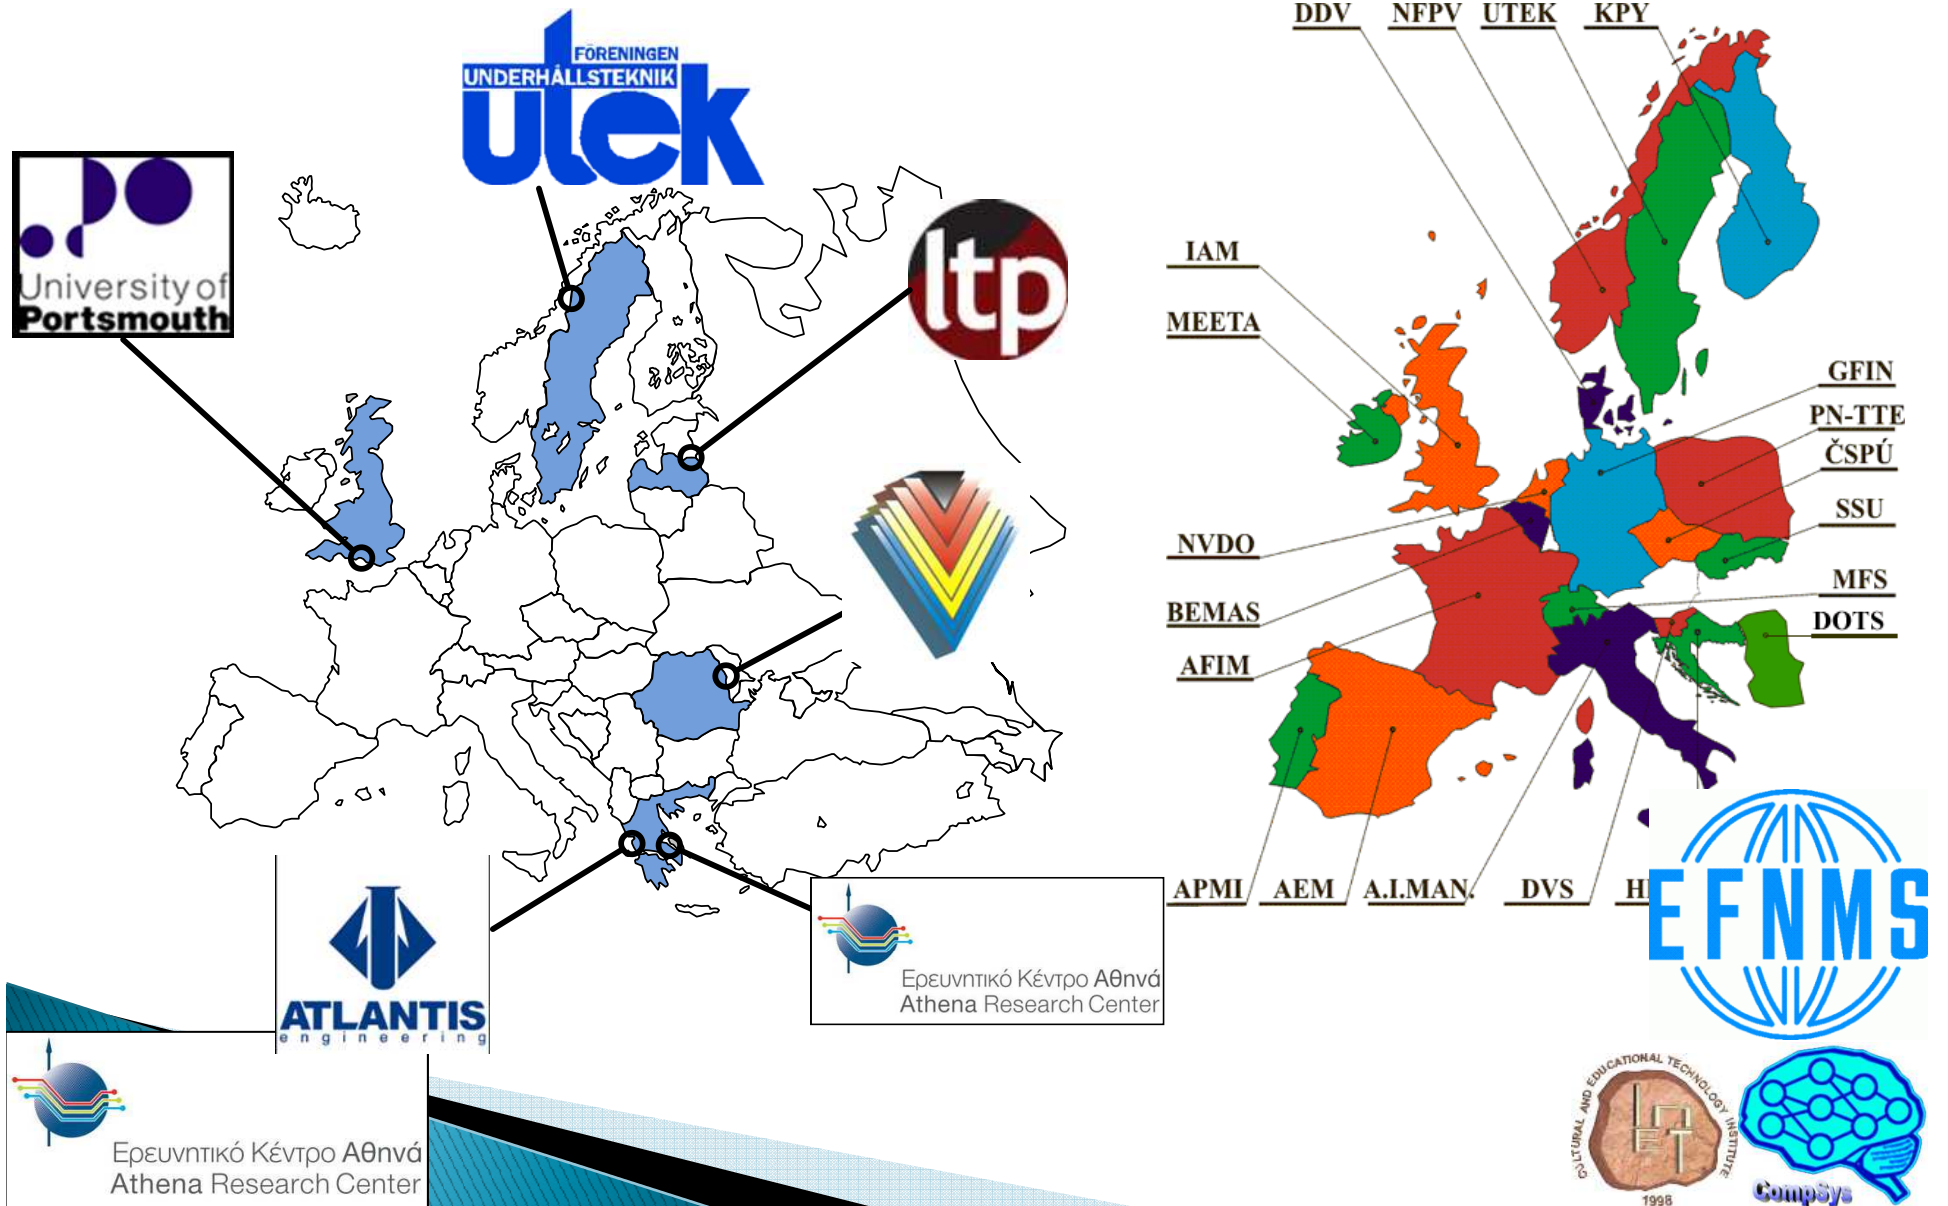 FÖRENINGEN
UNDERHÅLLSTEKNIK
utek
University of
Portsmouth
ltp
ATLANTIS
engineering
Ερευνητικό Κέντρο Αθηνά
Athena Research Center
Ερευνητικό Κέντρο Αθηνά
Athena Research Center
DDV
NFPV
UTEK
KPY
IAM
MEETA
GFIN
PN-TTE
ČSPÚ
SSU
NVDO
MFS
BEMAS
DOTS
AFIM
APMI
AEM
A.I.MAN.
DVS
EFNMS
CULTURAL AND EDUCATIONAL TECHNOLOGY INSTITUTE
1998
CompSys